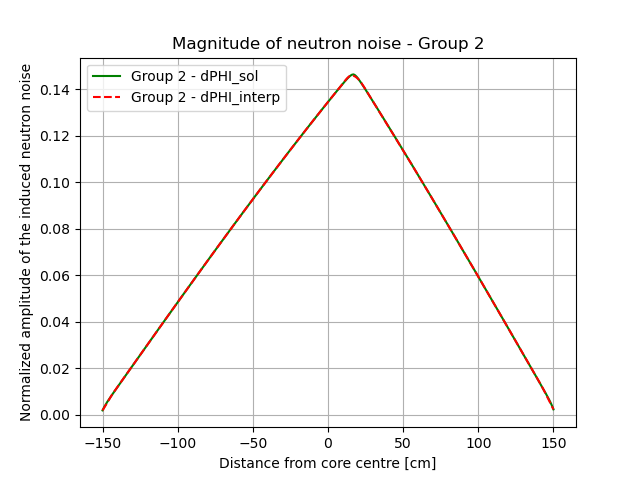 Magnitude of neutron noise - Group 2
Group 2 - dPHI_sol
Group 2 - dPHI_interp
Normalized amplitude of the induced neutron noise
0.14
0.12
0.10
0.08
0.06
0.04
0.02
0.00
−150 −100 −50 0 50 100 150
Distance from core centre [cm]